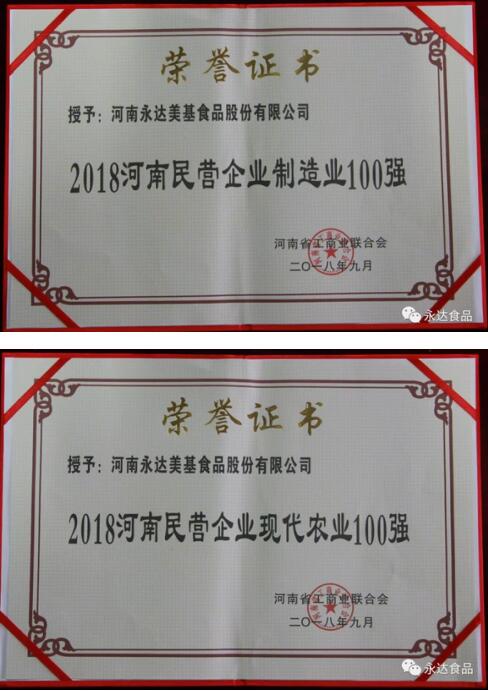 荣誉证书
授予：河南永达美基食品股份有限公司
2018河南民营企业制造业100强
河南省工商业联合会
二〇一八年九月
永达食品
荣誉证书
授予：河南永达美基食品股份有限公司
2018河南民营企业现代农业100强
河南省工商业联合会
二〇一八年九月
永达食品